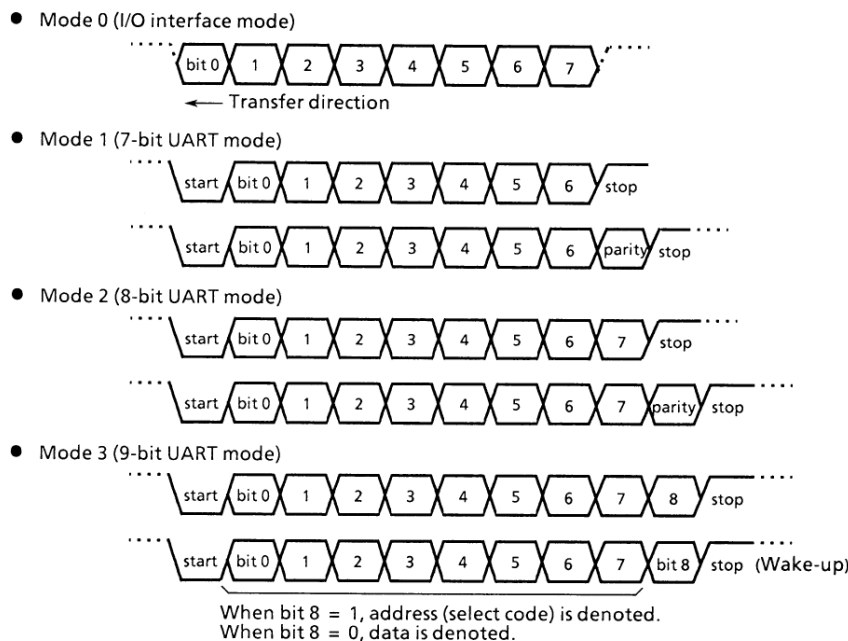 ● Mode 0 (I/O interface mode)
bit 0 1 2 3 4 5 6 7
← Transfer direction
● Mode 1 (7-bit UART mode)
start bit 0 1 2 3 4 5 6 stop
start bit 0 1 2 3 4 5 6 parity stop
● Mode 2 (8-bit UART mode)
start bit 0 1 2 3 4 5 6 7 stop
start bit 0 1 2 3 4 5 6 7 parity stop
● Mode 3 (9-bit UART mode)
start bit 0 1 2 3 4 5 6 7 8 stop
start bit 0 1 2 3 4 5 6 7 bit 8 stop (Wake-up)
When bit 8 = 1, address (select code) is denoted.
When bit 8 = 0, data is denoted.